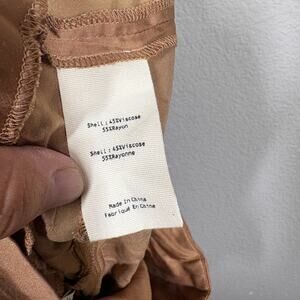 Shell : 45%Viscose
55%Rayon
Shell : 45%Viscose
55%Rayonne
Made In China
Fabriqué En Chine